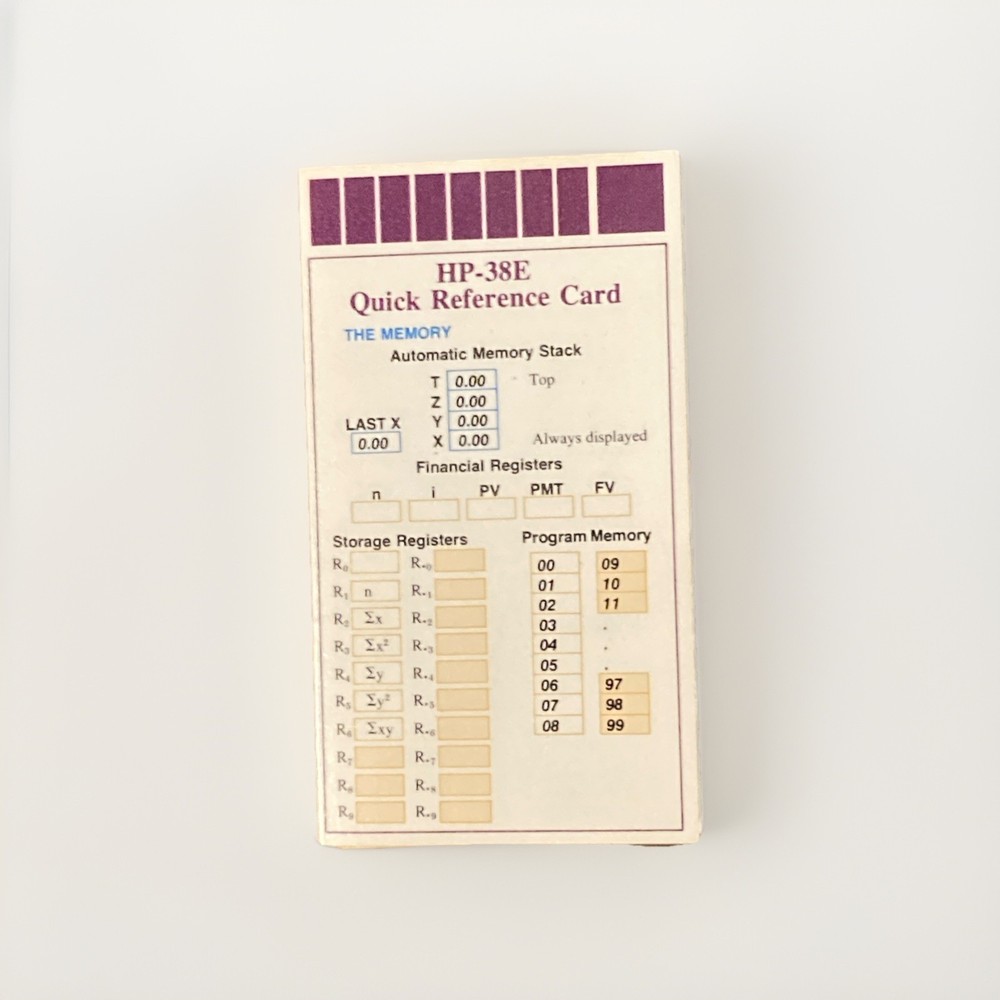 HP-38E
Quick Reference Card
THE MEMORY
Automatic Memory Stack
T 0.00 Top
Z 0.00
LAST X Y 0.00
0.00 X 0.00 Always displayed
Financial Registers
n i PV PMT FV
Storage Registers Program Memory
R₀ R.₀ 00 09
R₁ n R.₁ 01 10
R₂ Σx R.₂ 02 11
R₃ Σx² R.₃ 03 .
R₄ Σy R.₄ 04 .
R₅ Σy² R.₅ 05 .
R₆ Σxy R.₆ 06 97
R₇ R.₇ 07 98
R₈ R.₈ 08 99
R₉ R.₉